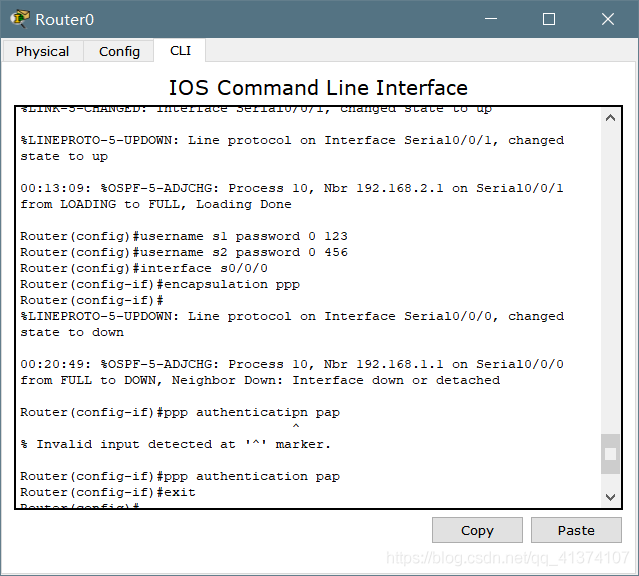 Router0
Physical
Config
CLI
IOS Command Line Interface
%LINK-5-CHANGED: Interface Serial0/0/1, changed state to up
%LINEPROTO-5-UPDOWN: Line protocol on Interface Serial0/0/1, changed
state to up
00:13:09: %OSPF-5-ADJCHG: Process 10, Nbr 192.168.2.1 on Serial0/0/1
from LOADING to FULL, Loading Done
Router(config)#username s1 password 0 123
Router(config)#username s2 password 0 456
Router(config)#interface s0/0/0
Router(config-if)#encapsulation ppp
Router(config-if)#
%LINEPROTO-5-UPDOWN: Line protocol on Interface Serial0/0/0, changed
state to down
00:20:49: %OSPF-5-ADJCHG: Process 10, Nbr 192.168.1.1 on Serial0/0/0
from FULL to DOWN, Neighbor Down: Interface down or detached
Router(config-if)#ppp authenticatipn pap
^
% Invalid input detected at '^' marker.
Router(config-if)#ppp authentication pap
Router(config-if)#exit
Router(config)#
Copy
Paste
https://blog.csdn.net/qq_41374107